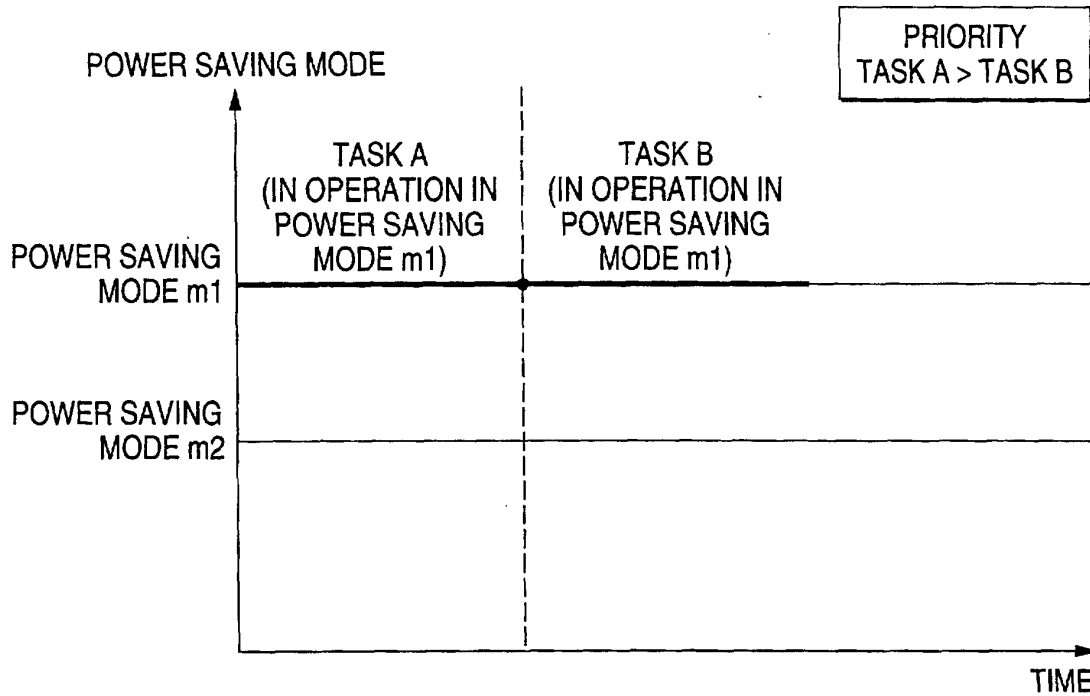 PRIORITY
TASK A > TASK B
POWER SAVING MODE
TASK A
(IN OPERATION IN
POWER SAVING
MODE m1)
TASK B
(IN OPERATION IN
POWER SAVING
MODE m1)
POWER SAVING
MODE m1
POWER SAVING
MODE m2
TIME